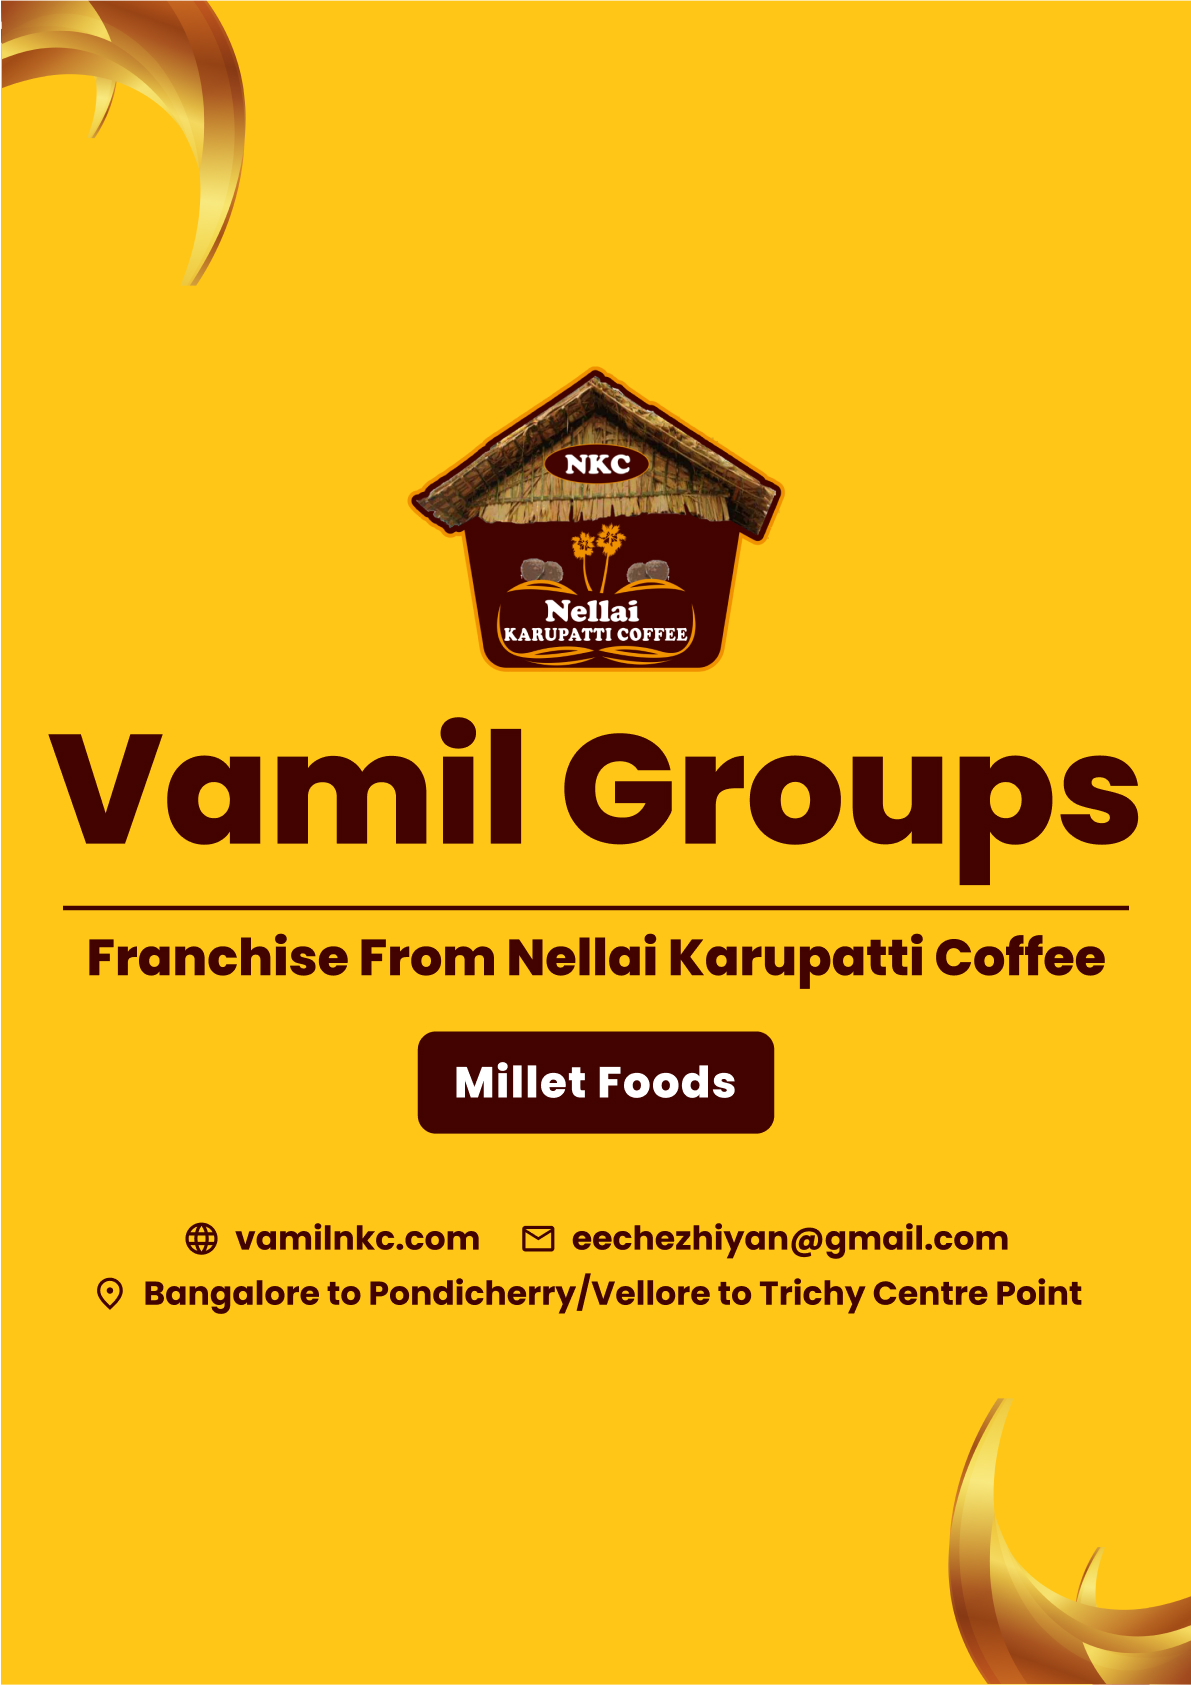 NKC
Nellai
KARUPATTI COFFEE
Vamil Groups
Franchise From Nellai Karupatti Coffee
Millet Foods
vamilnkc.com eechezhiyan@gmail.com
Bangalore to Pondicherry/Vellore to Trichy Centre Point